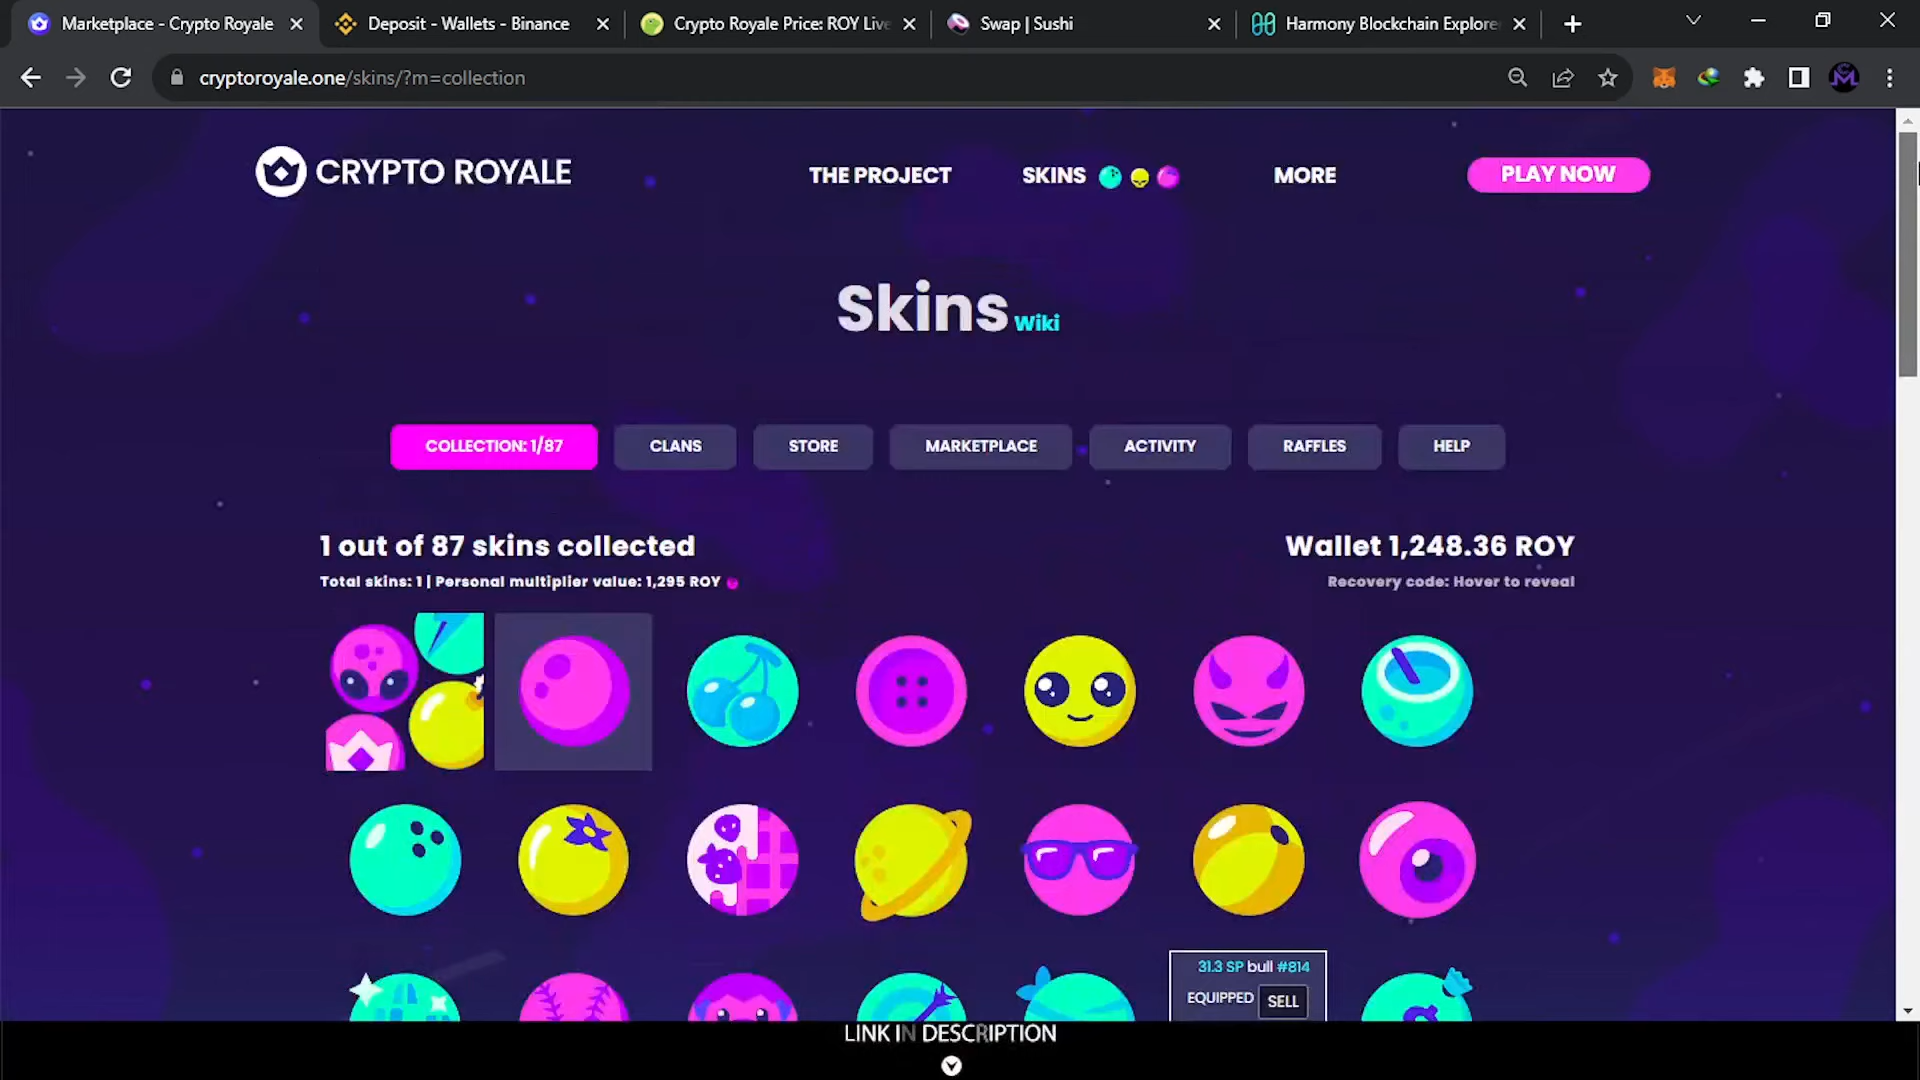 Marketplace - Crypto Royale
Deposit - Wallets - Binance
Crypto Royale Price: ROY Live
Swap | Sushi
Harmony Blockchain Explore
cryptoroyale.one/skins/?m=collection
CRYPTO ROYALE
THE PROJECT
SKINS
MORE
PLAY NOW
Skins Wiki
COLLECTION: 1/87
CLANS
STORE
MARKETPLACE
ACTIVITY
RAFFLES
HELP
1 out of 87 skins collected
Wallet 1,248.36 ROY
Total skins: 1 | Personal multiplier value: 1,295 ROY
Recovery code: Hover to reveal
31.3 SP bull #814
EQUIPPED SELL
LINK IN DESCRIPTION